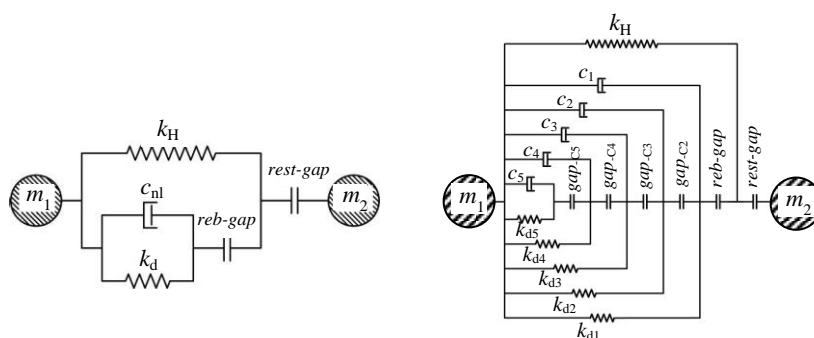 k_H
c_nl
k_d
reb-gap
rest-gap
m_1
m_2
k_H
c_1
c_2
c_3
c_4
c_5
gap-C5
gap-C4
gap-C3
gap-C2
reb-gap
rest-gap
m_1
m_2
k_d5
k_d4
k_d3
k_d2
k_d1